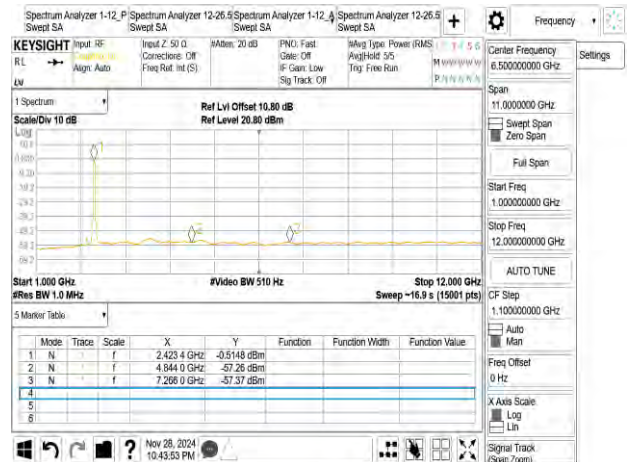 Spectrum Analyzer 1-12_P Spectrum Analyzer 12-26.5 Spectrum Analyzer 1-12_A Spectrum Analyzer 12-26.5
Swept SA Swept SA Swept SA Swept SA
+
Frequency
Settings
KEYSIGHT Input: RF
RL Align: Auto
Input Z: 50 Ω
Corrections: Off
Freq Ref: Int (S)
#Atten: 20 dB
PNO: Fast
Gate: Off
IF Gain: Low
Sig Track: Off
#Avg Type: Power (RMS)
Avg|Hold: 5/5
Trig: Free Run
M W W W W W
P N N N N N
1 Spectrum
Scale/Div 10 dB
Log
Ref Lvl Offset 10.80 dB
Ref Level 20.80 dBm
Start 1.000 GHz
#Res BW 1.0 MHz
#Video BW 510 Hz
Stop 12.000 GHz
Sweep ~16.9 s (15001 pts)
5 Marker Table
Mode Trace Scale X Y Function Function Width Function Value
1 N 1 f 2.423 4 GHz -0.5148 dBm
2 N 1 f 4.844 0 GHz -57.26 dBm
3 N 1 f 7.266 0 GHz -57.37 dBm
4
5
6
Nov 28, 2024
10:43:53 PM
Center Frequency
6.500000000 GHz
Span
11.0000000 GHz
Swept Span
Zero Span
Full Span
Start Freq
1.000000000 GHz
Stop Freq
12.000000000 GHz
AUTO TUNE
CF Step
1.100000000 GHz
Auto
Man
Freq Offset
0 Hz
X Axis Scale
Log
Lin
Signal Track
(Span Zoom)